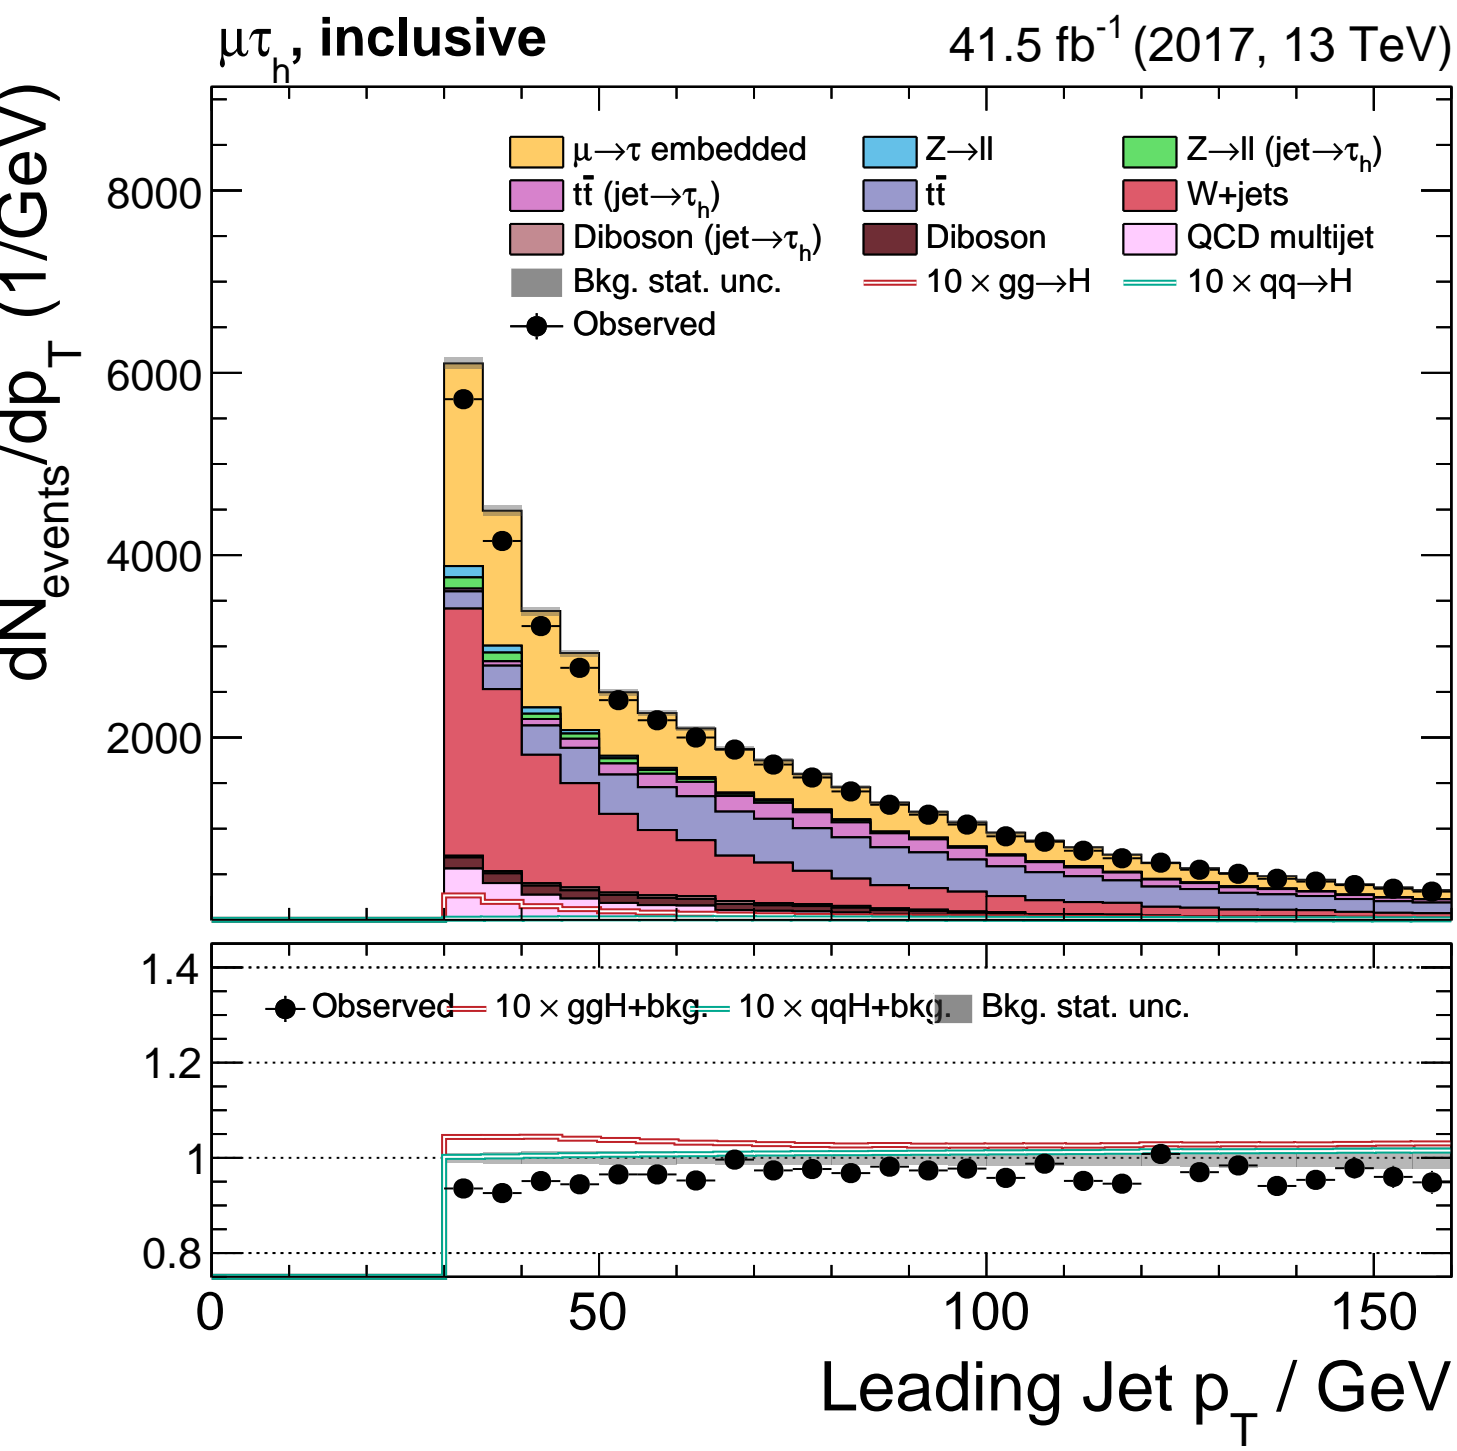 μτh, inclusive
41.5 fb-1 (2017, 13 TeV)
dNevents/dpT (1/GeV)
8000
6000
4000
2000
μ→τ embedded
Z→ll
Z→ll (jet→τh)
tt̄ (jet→τh)
tt̄
W+jets
Diboson (jet→τh)
Diboson
QCD multijet
Bkg. stat. unc.
10 × gg→H
10 × qq→H
Observed
1.4
1.2
1
0.8
Observed
10 × ggH+bkg.
10 × qqH+bkg.
Bkg. stat. unc.
0
50
100
150
Leading Jet pT / GeV